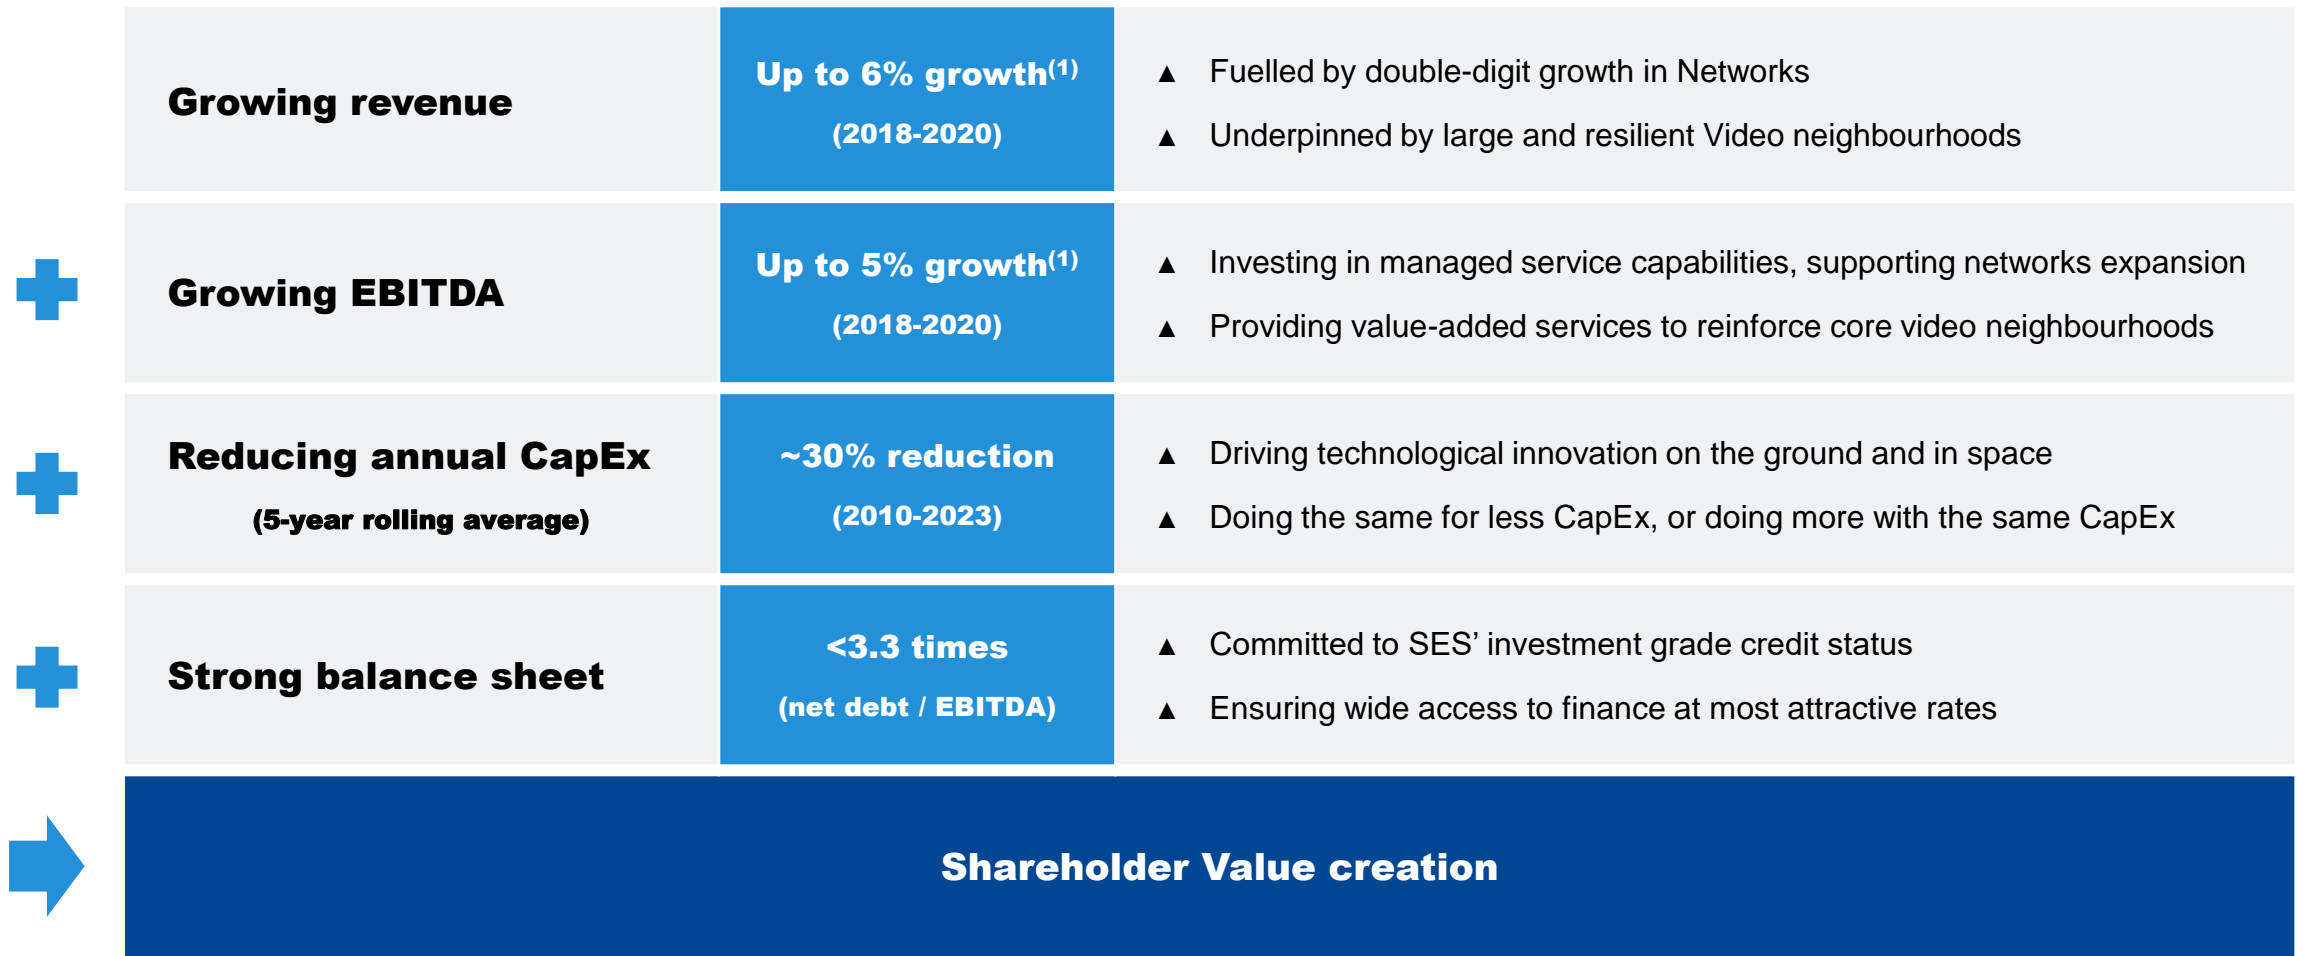 Growing revenue
Up to 6% growth(1)
(2018-2020)
▲ Fuelled by double-digit growth in Networks
▲ Underpinned by large and resilient Video neighbourhoods
Growing EBITDA
Up to 5% growth(1)
(2018-2020)
▲ Investing in managed service capabilities, supporting networks expansion
▲ Providing value-added services to reinforce core video neighbourhoods
Reducing annual CapEx
(5-year rolling average)
~30% reduction
(2010-2023)
▲ Driving technological innovation on the ground and in space
▲ Doing the same for less CapEx, or doing more with the same CapEx
Strong balance sheet
<3.3 times
(net debt / EBITDA)
▲ Committed to SES’ investment grade credit status
▲ Ensuring wide access to finance at most attractive rates
Shareholder Value creation